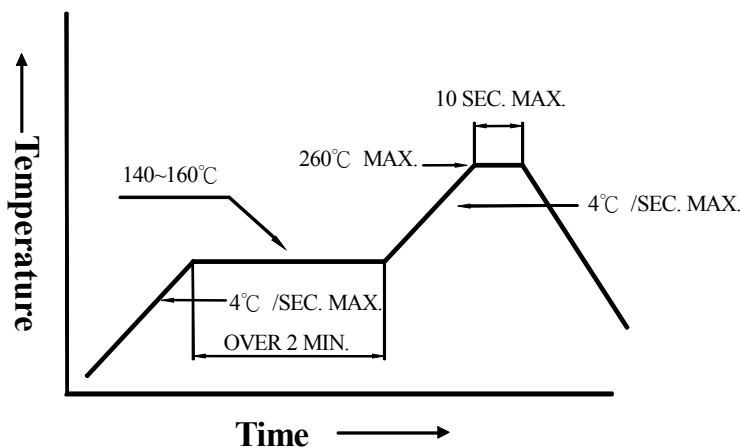 10 SEC. MAX.
260℃ MAX.
140~160℃
4℃ /SEC. MAX.
4℃ /SEC. MAX.
OVER 2 MIN.
Temperature
Time